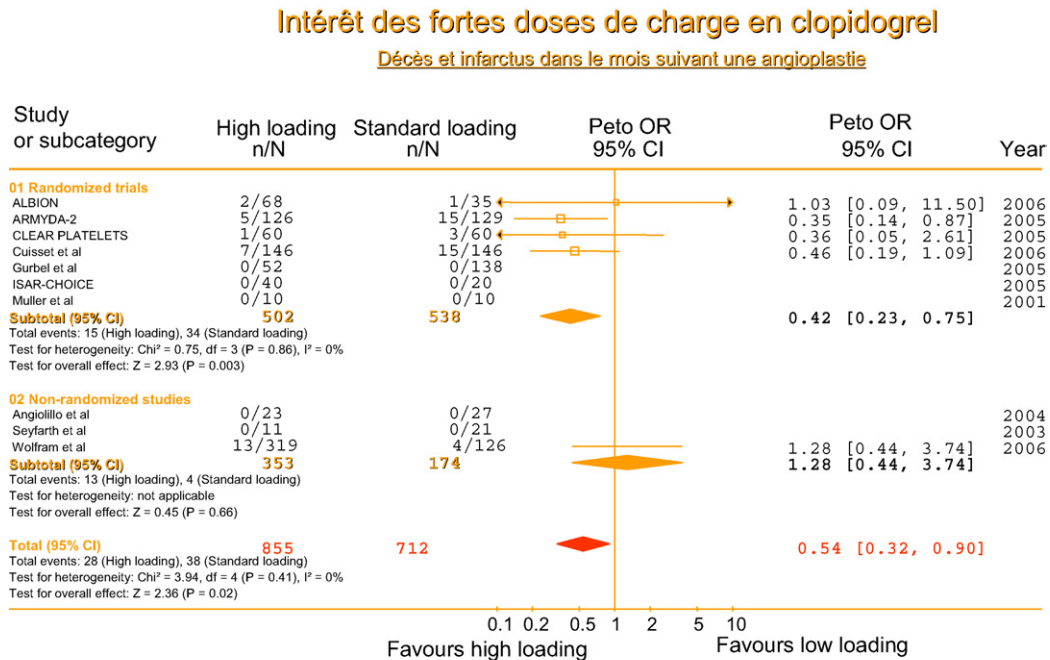 Intérêt des fortes doses de charge en clopidogrel
Décès et infarctus dans le mois suivant une angioplastie
Study or subcategory High loading n/N Standard loading n/N Peto OR 95% CI Peto OR 95% CI Year
01 Randomized trials
ALBION 2/68 1/35 1.03 [0.09, 11.50] 2006
ARMYDA-2 5/126 15/129 0.35 [0.14, 0.87] 2005
CLEAR PLATELETS 1/60 3/60 0.36 [0.05, 2.61] 2005
Cuisset et al 7/146 15/146 0.46 [0.19, 1.09] 2006
Gurbel et al 0/52 0/138 2005
ISAR-CHOICE 0/40 0/20 2005
Muller et al 0/10 0/10 2001
Subtotal (95% CI) 502 538 0.42 [0.23, 0.75]
Total events: 15 (High loading), 34 (Standard loading)
Test for heterogeneity: Chi² = 0.75, df = 3 (P = 0.86), I² = 0%
Test for overall effect: Z = 2.93 (P = 0.003)
02 Non-randomized studies
Angiolillo et al 0/23 0/27 2004
Seyfarth et al 0/11 0/21 2003
Wolfram et al 13/319 4/126 1.28 [0.44, 3.74] 2006
Subtotal (95% CI) 353 174 1.28 [0.44, 3.74]
Total events: 13 (High loading), 4 (Standard loading)
Test for heterogeneity: not applicable
Test for overall effect: Z = 0.45 (P = 0.66)
Total (95% CI) 855 712 0.54 [0.32, 0.90]
Total events: 28 (High loading), 38 (Standard loading)
Test for heterogeneity: Chi² = 3.94, df = 4 (P = 0.41), I² = 0%
Test for overall effect: Z = 2.36 (P = 0.02)
0.1 0.2 0.5 1 2 5 10
Favours high loading Favours low loading